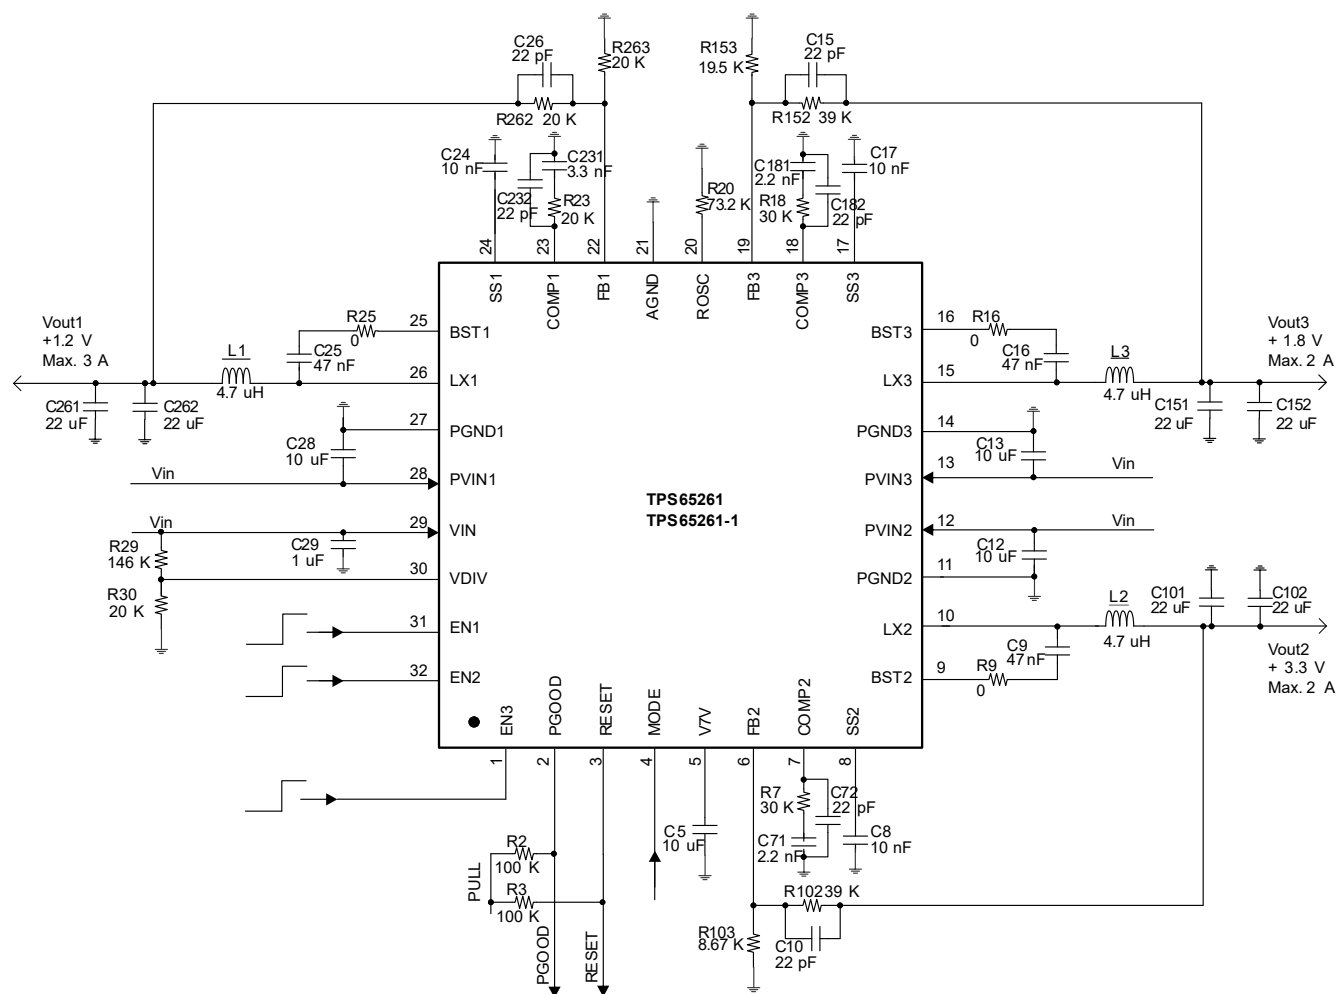 C26
22 pF
R263
20 K
R262 20 K
R153
19.5 K
C15
22 pF
R152 39 K
C24
10 nF
C231
3.3 nF
C232
22 pF
R23
20 K
R20
73.2 K
C181
2.2 nF
R18
30 K
C182
22 pF
C17
10 nF
24
23
22
21
20
19
18
17
SS1
COMP1
FB1
AGND
ROSC
FB3
COMP3
SS3
Vout1
+1.2 V
Max. 3 A
L1
4.7 uH
R25
0
C25
47 nF
C261
22 uF
C262
22 uF
C28
10 uF
Vin
Vin
R29
146 K
R30
20 K
C29
1 uF
25
BST1
26
LX1
27
PGND1
28
PVIN1
29
VIN
30
VDIV
31
EN1
32
EN2
TPS65261
TPS65261-1
16
BST3
15
LX3
14
PGND3
13
PVIN3
12
PVIN2
11
PGND2
10
LX2
9
BST2
R16
0
C16
47 nF
L3
4.7 uH
Vout3
+ 1.8 V
Max. 2 A
C151
22 uF
C152
22 uF
C13
10 uF
Vin
Vin
C12
10 uF
L2
4.7 uH
C101
22 uF
C102
22 uF
C9
47 nF
R9
0
Vout2
+ 3.3 V
Max. 2 A
EN3
PGOOD
RESET
MODE
V7V
FB2
COMP2
SS2
1
2
3
4
5
6
7
8
R7
30 K
C72
22 pF
C71
2.2 nF
C8
10 nF
C5
10 uF
R2
100 K
R3
100 K
PULL
PGOOD
RESET
R102 39 K
R103
8.67 K
C10
22 pF